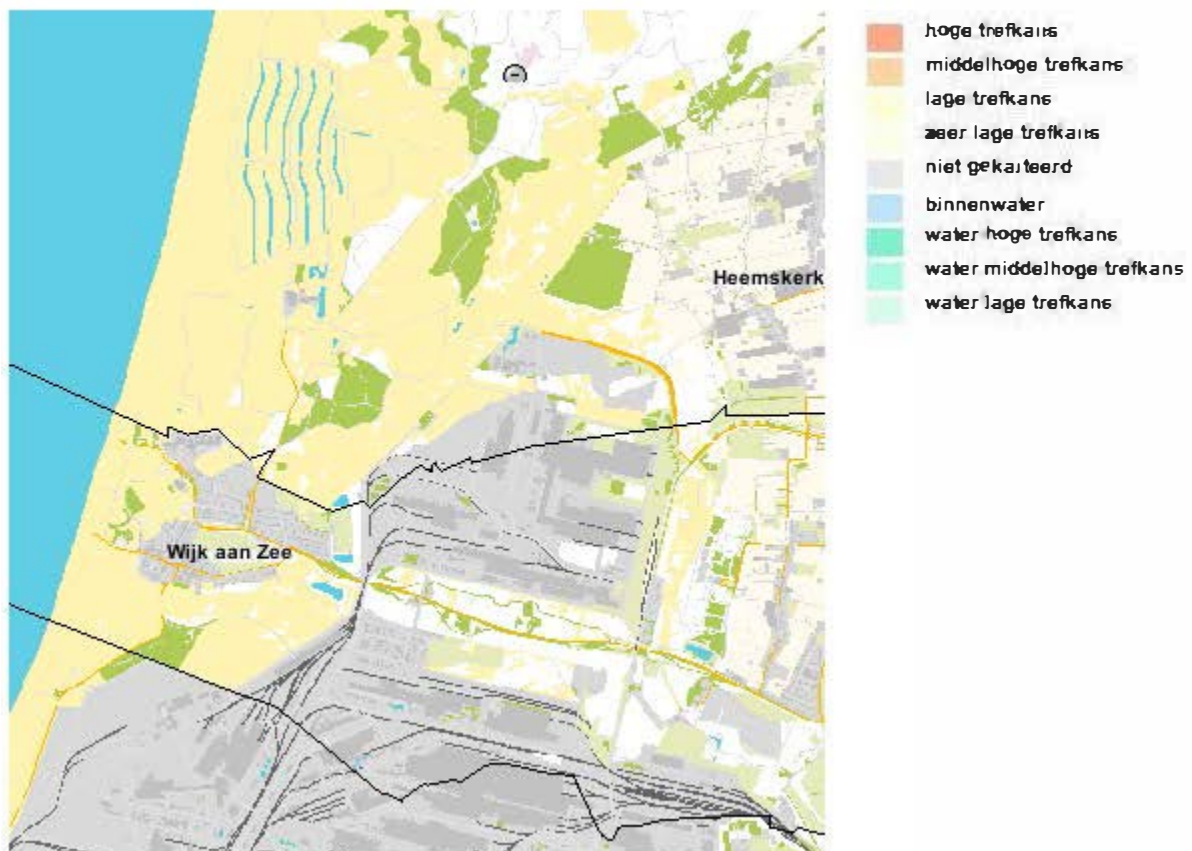 hoge trefkans
middelhoge trefkans
lage trefkans
zeer lage trefkans
niet gekarteerd
binnenwater
water hoge trefkans
water middelhoge trefkans
water lage trefkans
Heemskerk
Wijk aan Zee